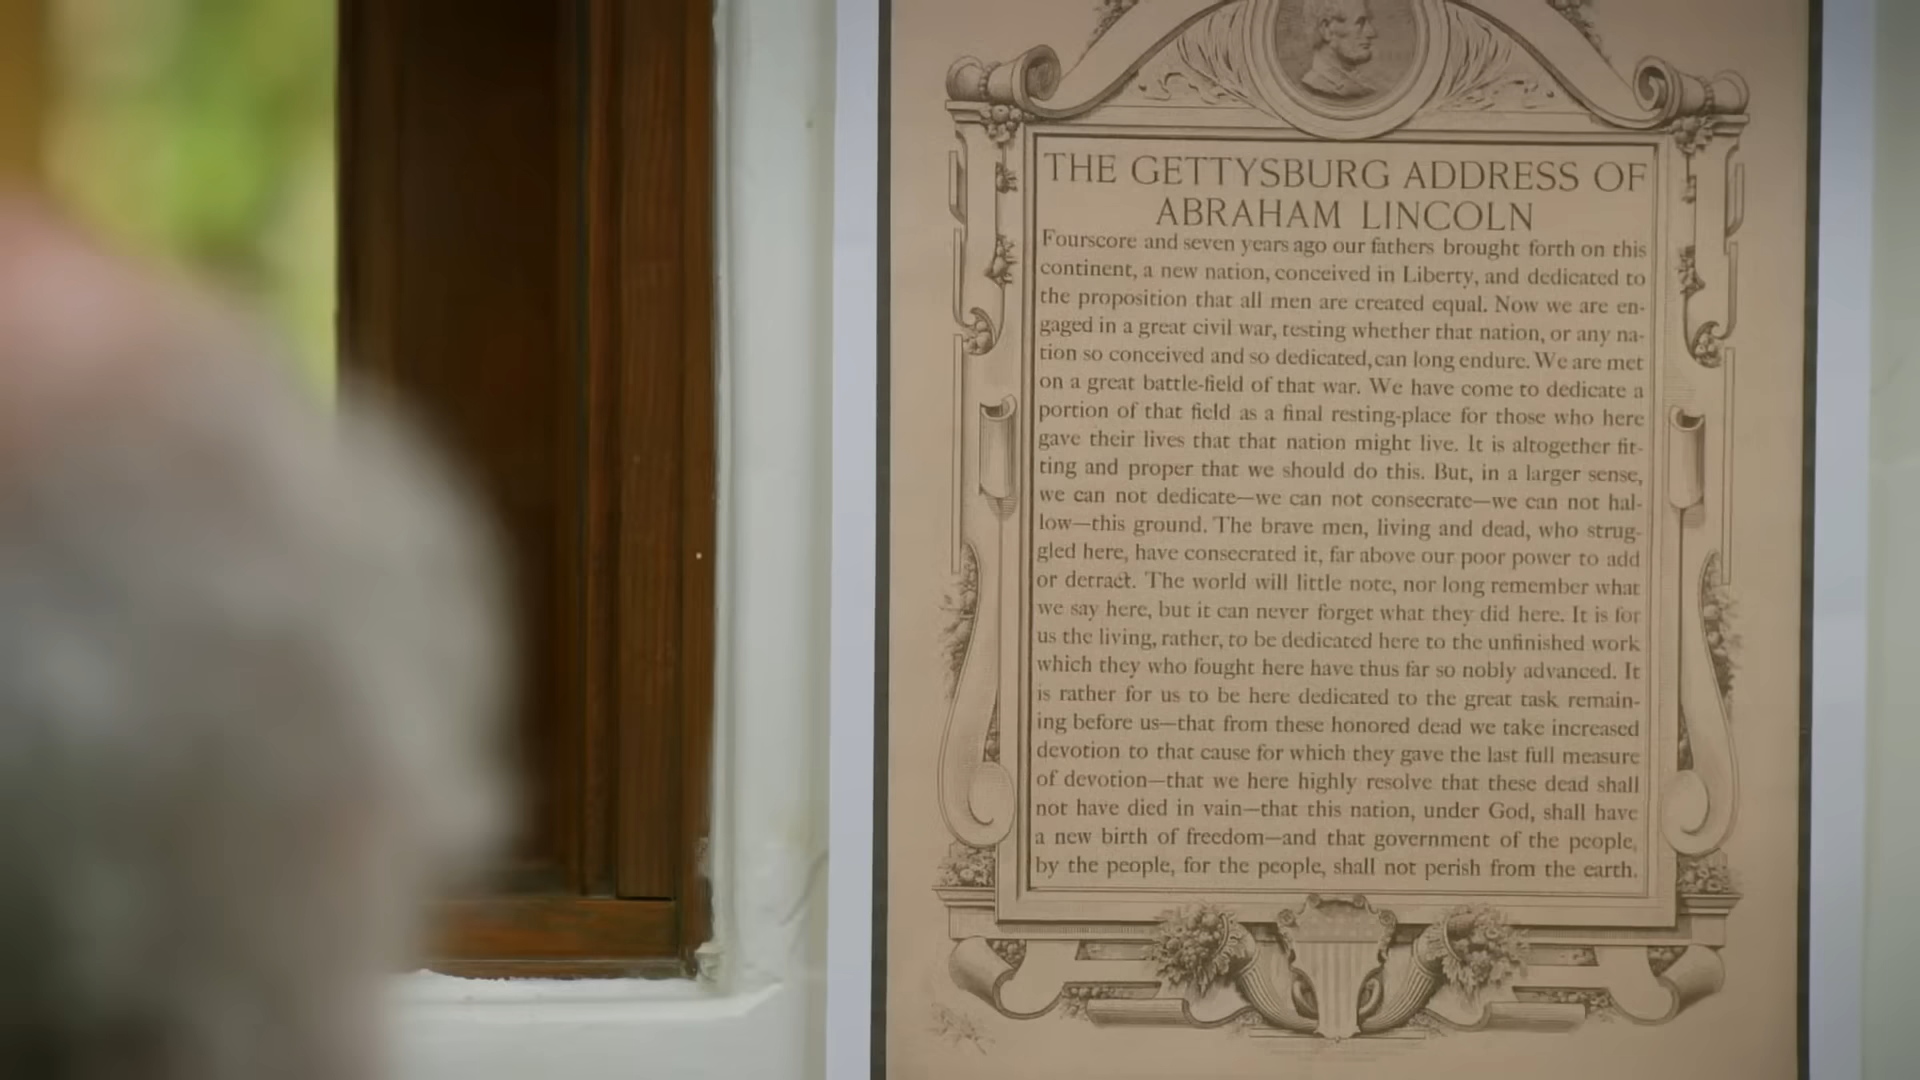 THE GETTYSBURG ADDRESS OF
ABRAHAM LINCOLN
Fourscore and seven years ago our fathers brought forth on this
continent, a new nation, conceived in Liberty, and dedicated to
the proposition that all men are created equal. Now we are en-
gaged in a great civil war, testing whether that nation, or any na-
tion so conceived and so dedicated, can long endure. We are met
on a great battle-field of that war. We have come to dedicate a
portion of that field as a final resting-place for those who here
gave their lives that that nation might live. It is altogether fit-
ting and proper that we should do this. But, in a larger sense,
we can not dedicate—we can not consecrate—we can not hal-
low—this ground. The brave men, living and dead, who strug-
gled here, have consecrated it, far above our poor power to add
or detract. The world will little note, nor long remember what
we say here, but it can never forget what they did here. It is for
us the living, rather, to be dedicated here to the unfinished work
which they who fought here have thus far so nobly advanced. It
is rather for us to be here dedicated to the great task remain-
ing before us—that from these honored dead we take increased
devotion to that cause for which they gave the last full measure
of devotion—that we here highly resolve that these dead shall
not have died in vain—that this nation, under God, shall have
a new birth of freedom—and that government of the people,
by the people, for the people, shall not perish from the earth.